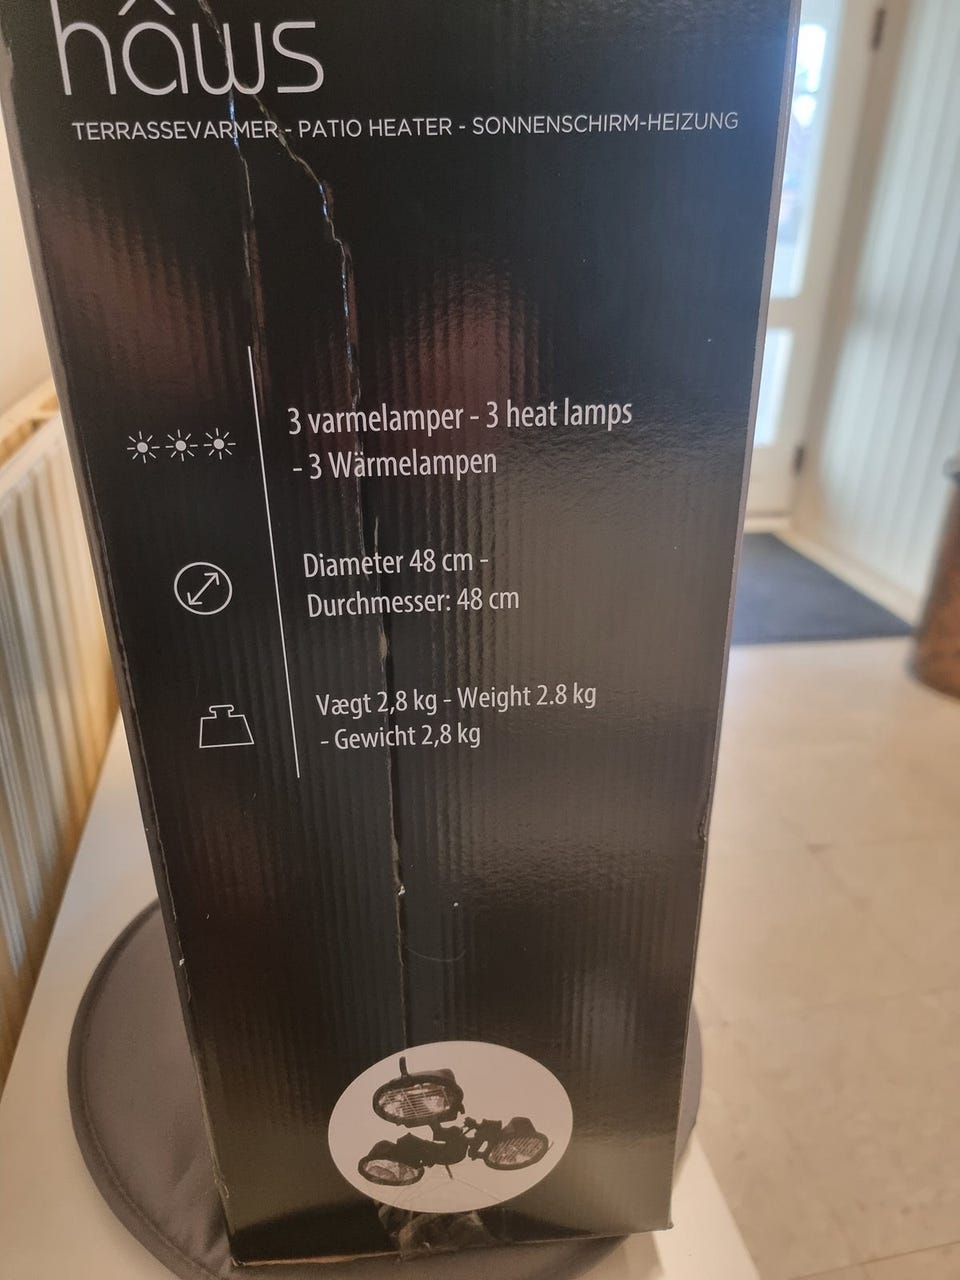 hâws
TERRASSEVARMER - PATIO HEATER - SONNENSCHIRM-HEIZUNG
3 varmelamper - 3 heat lamps
- 3 Wärmelampen
Diameter 48 cm -
Durchmesser: 48 cm
Vægt 2,8 kg - Weight 2.8 kg
- Gewicht 2,8 kg